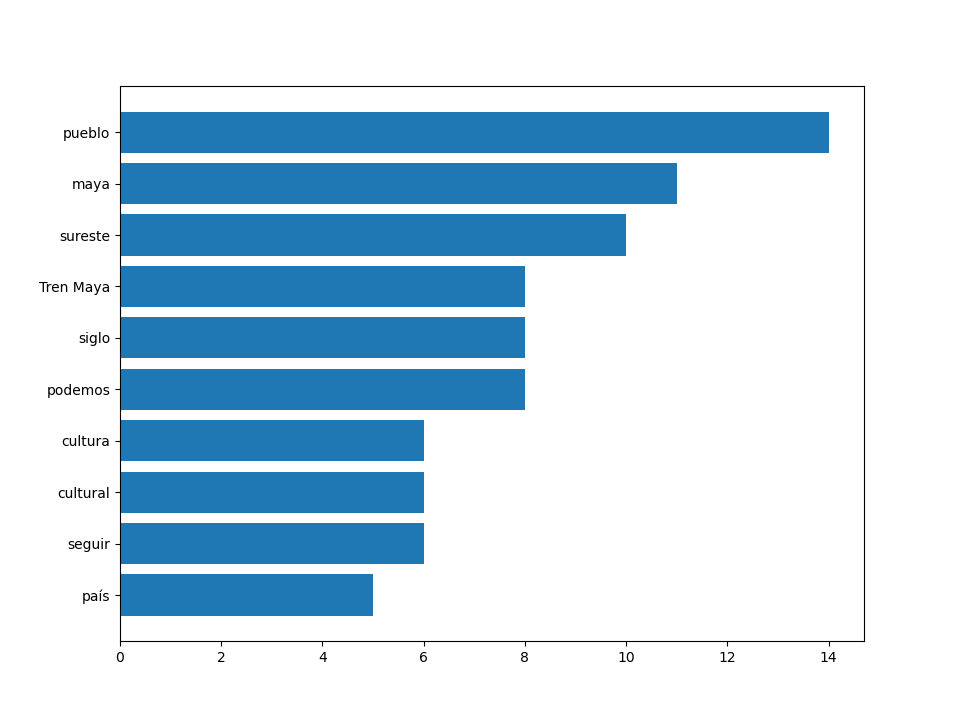 pueblo
maya
sureste
Tren Maya
siglo
podemos
cultura
cultural
seguir
país
0 2 4 6 8 10 12 14